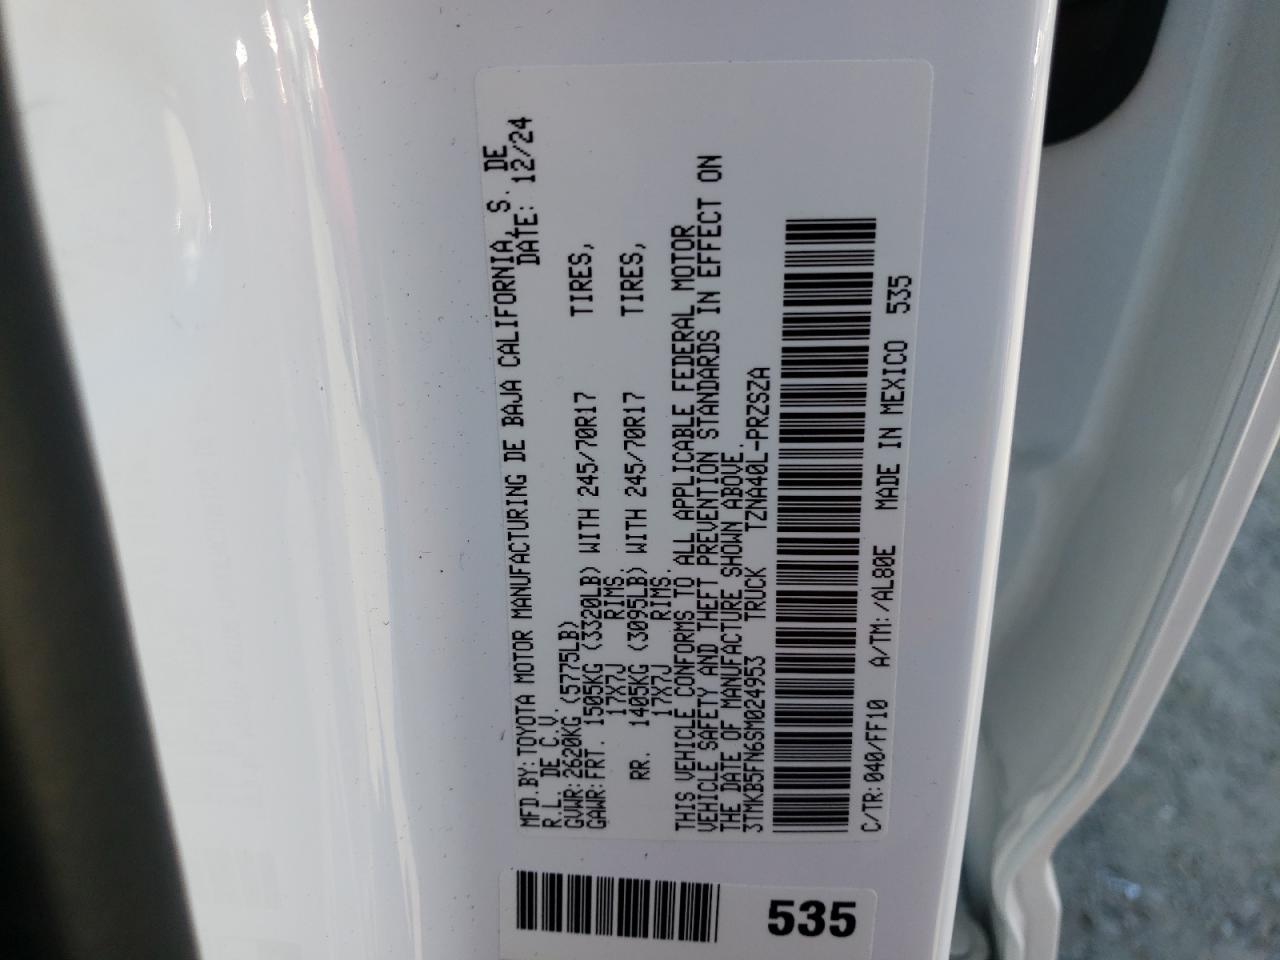 MFD.BY:TOYOTA MOTOR MANUFACTURING DE BAJA CALIFORNIA, S. DE
R.L. DE C.V. DATE: 12/24
GVWR:2620KG (5775LB)
GAWR:FRT. 1505KG (3320LB) WITH 245/70R17 TIRES,
17X7J RIMS,
RR. 1405KG (3095LB) WITH 245/70R17 TIRES,
17X7J RIMS.
THIS VEHICLE CONFORMS TO ALL APPLICABLE FEDERAL MOTOR
VEHICLE SAFETY AND THEFT PREVENTION STANDARDS IN EFFECT ON
THE DATE OF MANUFACTURE SHOWN ABOVE.
3TMKB5FN6SM024953 TRUCK TZNA40L-PRZSZA
C/TR:040/FF10 A/TM:/AL80E MADE IN MEXICO 535
535